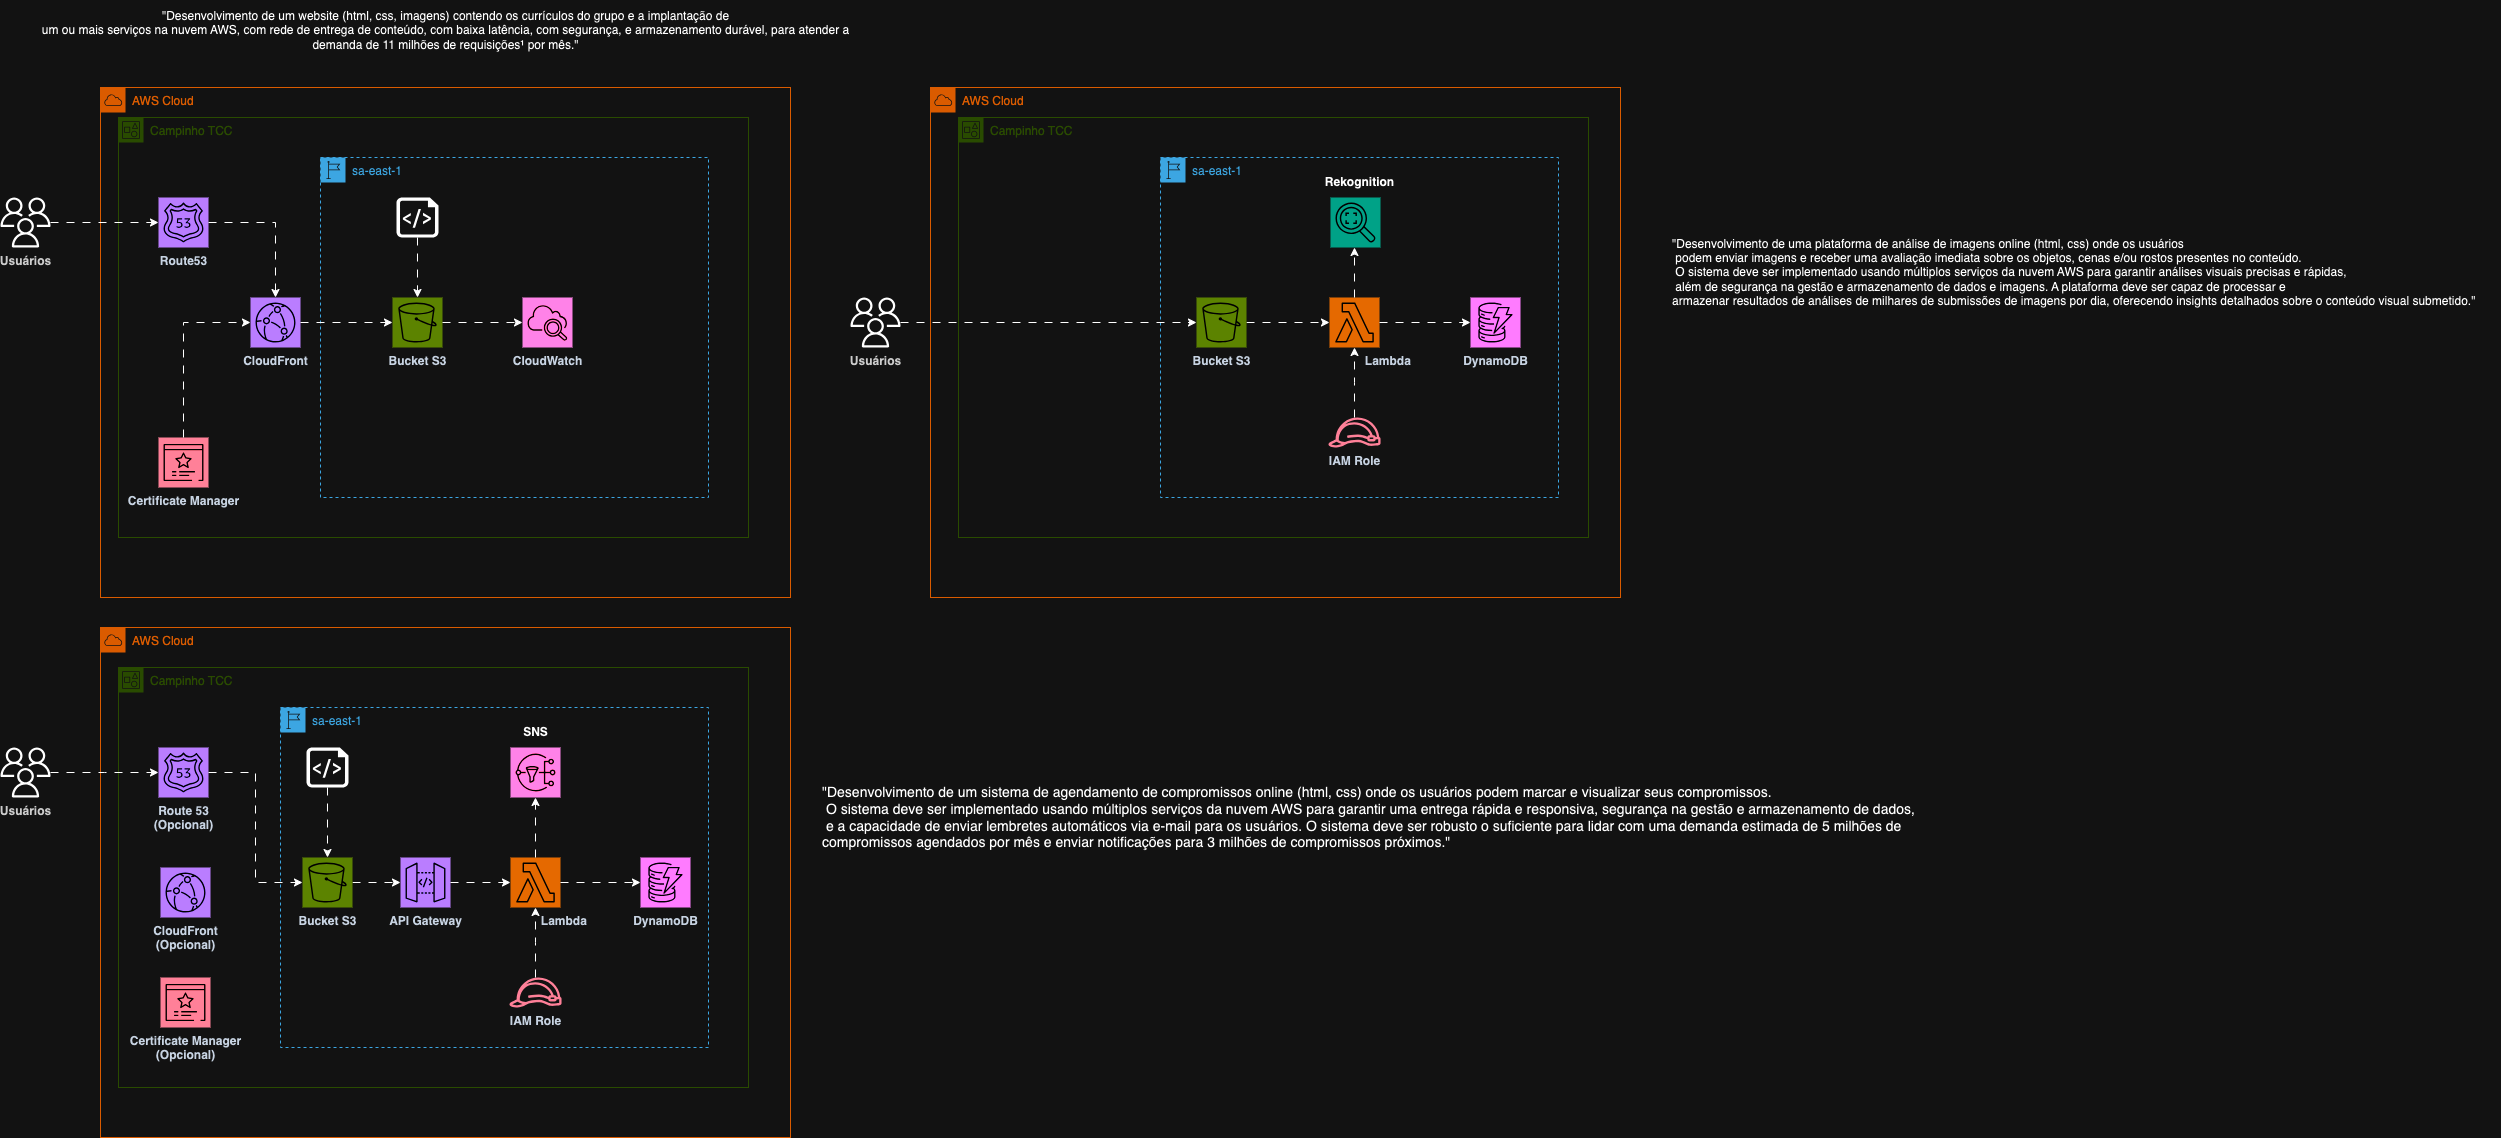 "Desenvolvimento de um website (html, css, imagens) contendo os currículos do grupo e a implantação de
um ou mais serviços na nuvem AWS, com rede de entrega de conteúdo, com baixa latência, com segurança, e armazenamento durável, para atender a
demanda de 11 milhões de requisições¹ por mês."
AWS Cloud
Campinho TCC
sa-east-1
Usuários
53
Route53
</>
CloudFront
Bucket S3
CloudWatch
Certificate Manager
AWS Cloud
Campinho TCC
sa-east-1
Rekognition
Usuários
Bucket S3
Lambda
DynamoDB
IAM Role
"Desenvolvimento de uma plataforma de análise de imagens online (html, css) onde os usuários
podem enviar imagens e receber uma avaliação imediata sobre os objetos, cenas e/ou rostos presentes no conteúdo.
O sistema deve ser implementado usando múltiplos serviços da nuvem AWS para garantir análises visuais precisas e rápidas,
além de segurança na gestão e armazenamento de dados e imagens. A plataforma deve ser capaz de processar e
armazenar resultados de análises de milhares de submissões de imagens por dia, oferecendo insights detalhados sobre o conteúdo visual submetido."
AWS Cloud
Campinho TCC
sa-east-1
SNS
Usuários
53
Route 53
(Opcional)
</>
CloudFront
(Opcional)
Bucket S3
</>
API Gateway
Lambda
DynamoDB
Certificate Manager
(Opcional)
IAM Role
"Desenvolvimento de um sistema de agendamento de compromissos online (html, css) onde os usuários podem marcar e visualizar seus compromissos.
O sistema deve ser implementado usando múltiplos serviços da nuvem AWS para garantir uma entrega rápida e responsiva, segurança na gestão e armazenamento de dados,
e a capacidade de enviar lembretes automáticos via e-mail para os usuários. O sistema deve ser robusto o suficiente para lidar com uma demanda estimada de 5 milhões de
compromissos agendados por mês e enviar notificações para 3 milhões de compromissos próximos."